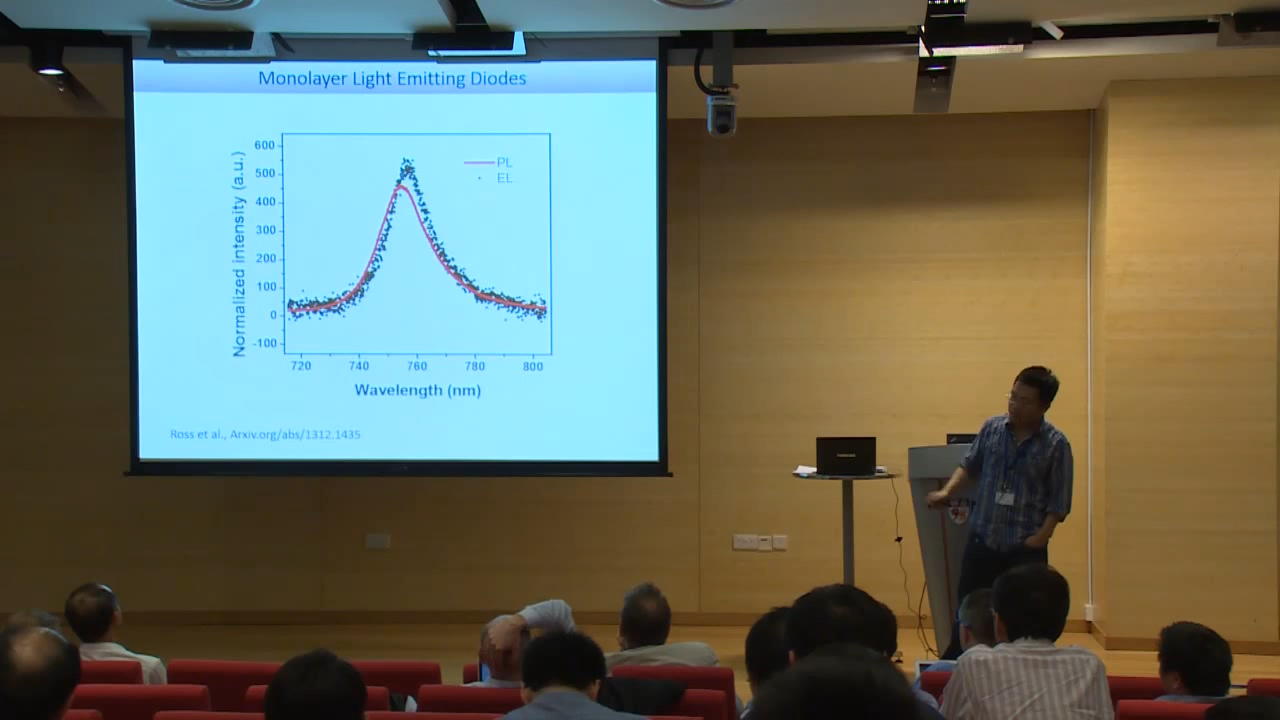 Monolayer Light Emitting Diodes
Normalized intensity (a.u.)
600
500
400
300
200
100
0
-100
PL
EL
720 740 760 780 800
Wavelength (nm)
Ross et al., Arxiv.org/abs/1312.1435
SAMSUNG